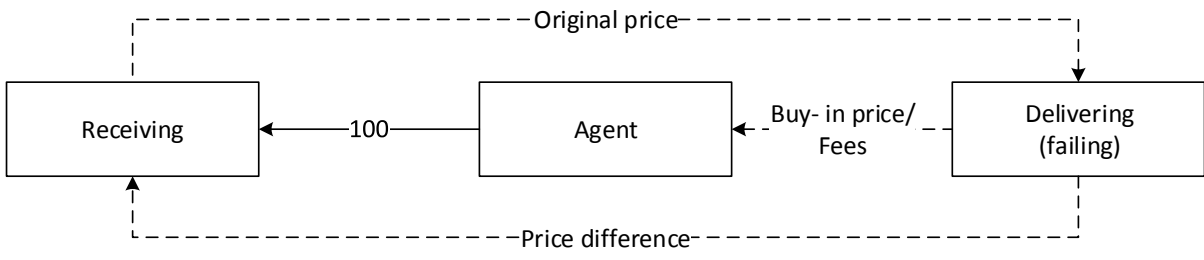 Original price
Receiving
100
Agent
Buy- in price/
Fees
Delivering
(failing)
Price difference